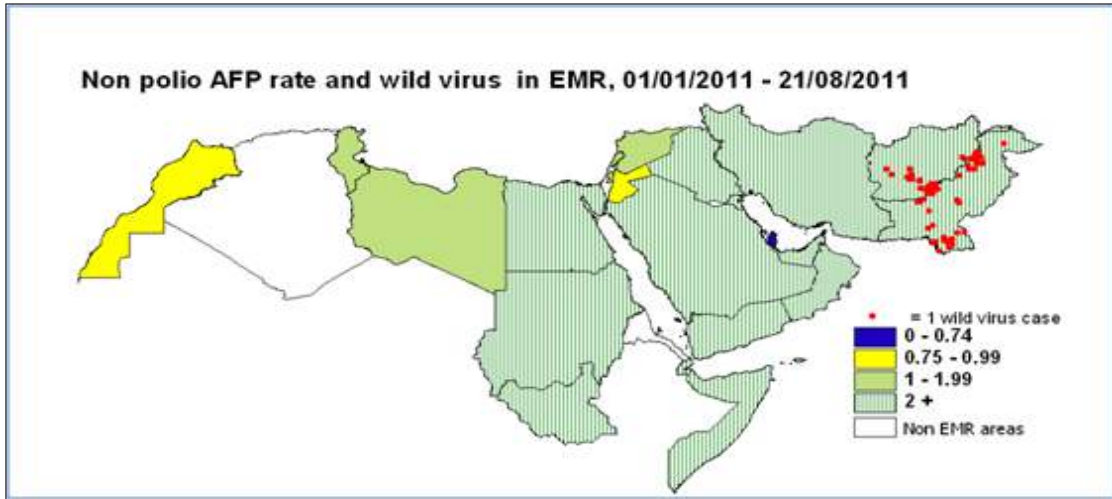 Non polio AFP rate and wild virus in EMR, 01/01/2011 - 21/08/2011
= 1 wild virus case
0 - 0.74
0.75 - 0.99
1 - 1.99
2 +
Non EMR areas